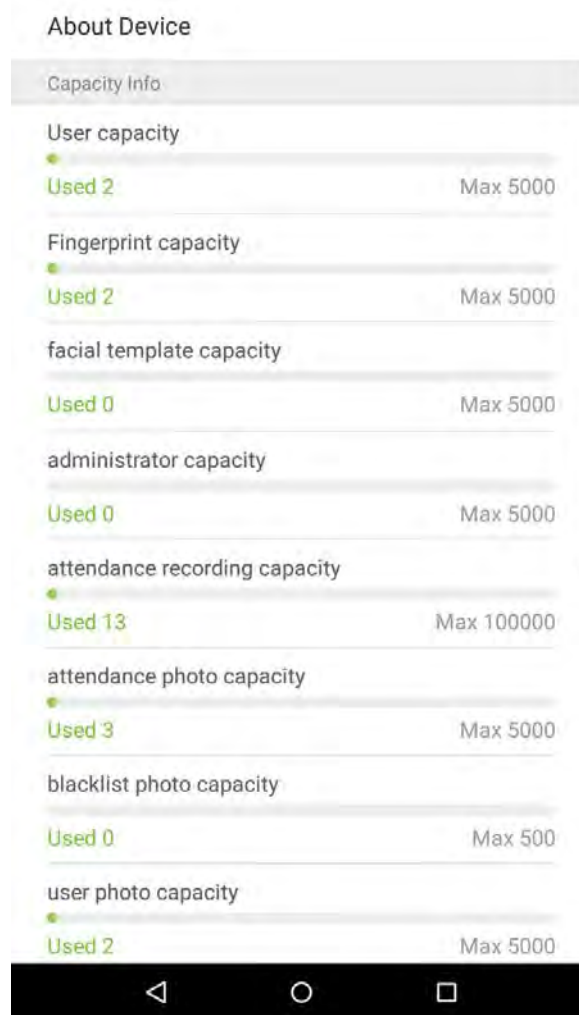 About Device
Capacity Info
User capacity
Used 2 Max 5000
Fingerprint capacity
Used 2 Max 5000
facial template capacity
Used 0 Max 5000
administrator capacity
Used 0 Max 5000
attendance recording capacity
Used 13 Max 100000
attendance photo capacity
Used 3 Max 5000
blacklist photo capacity
Used 0 Max 500
user photo capacity
Used 2 Max 5000